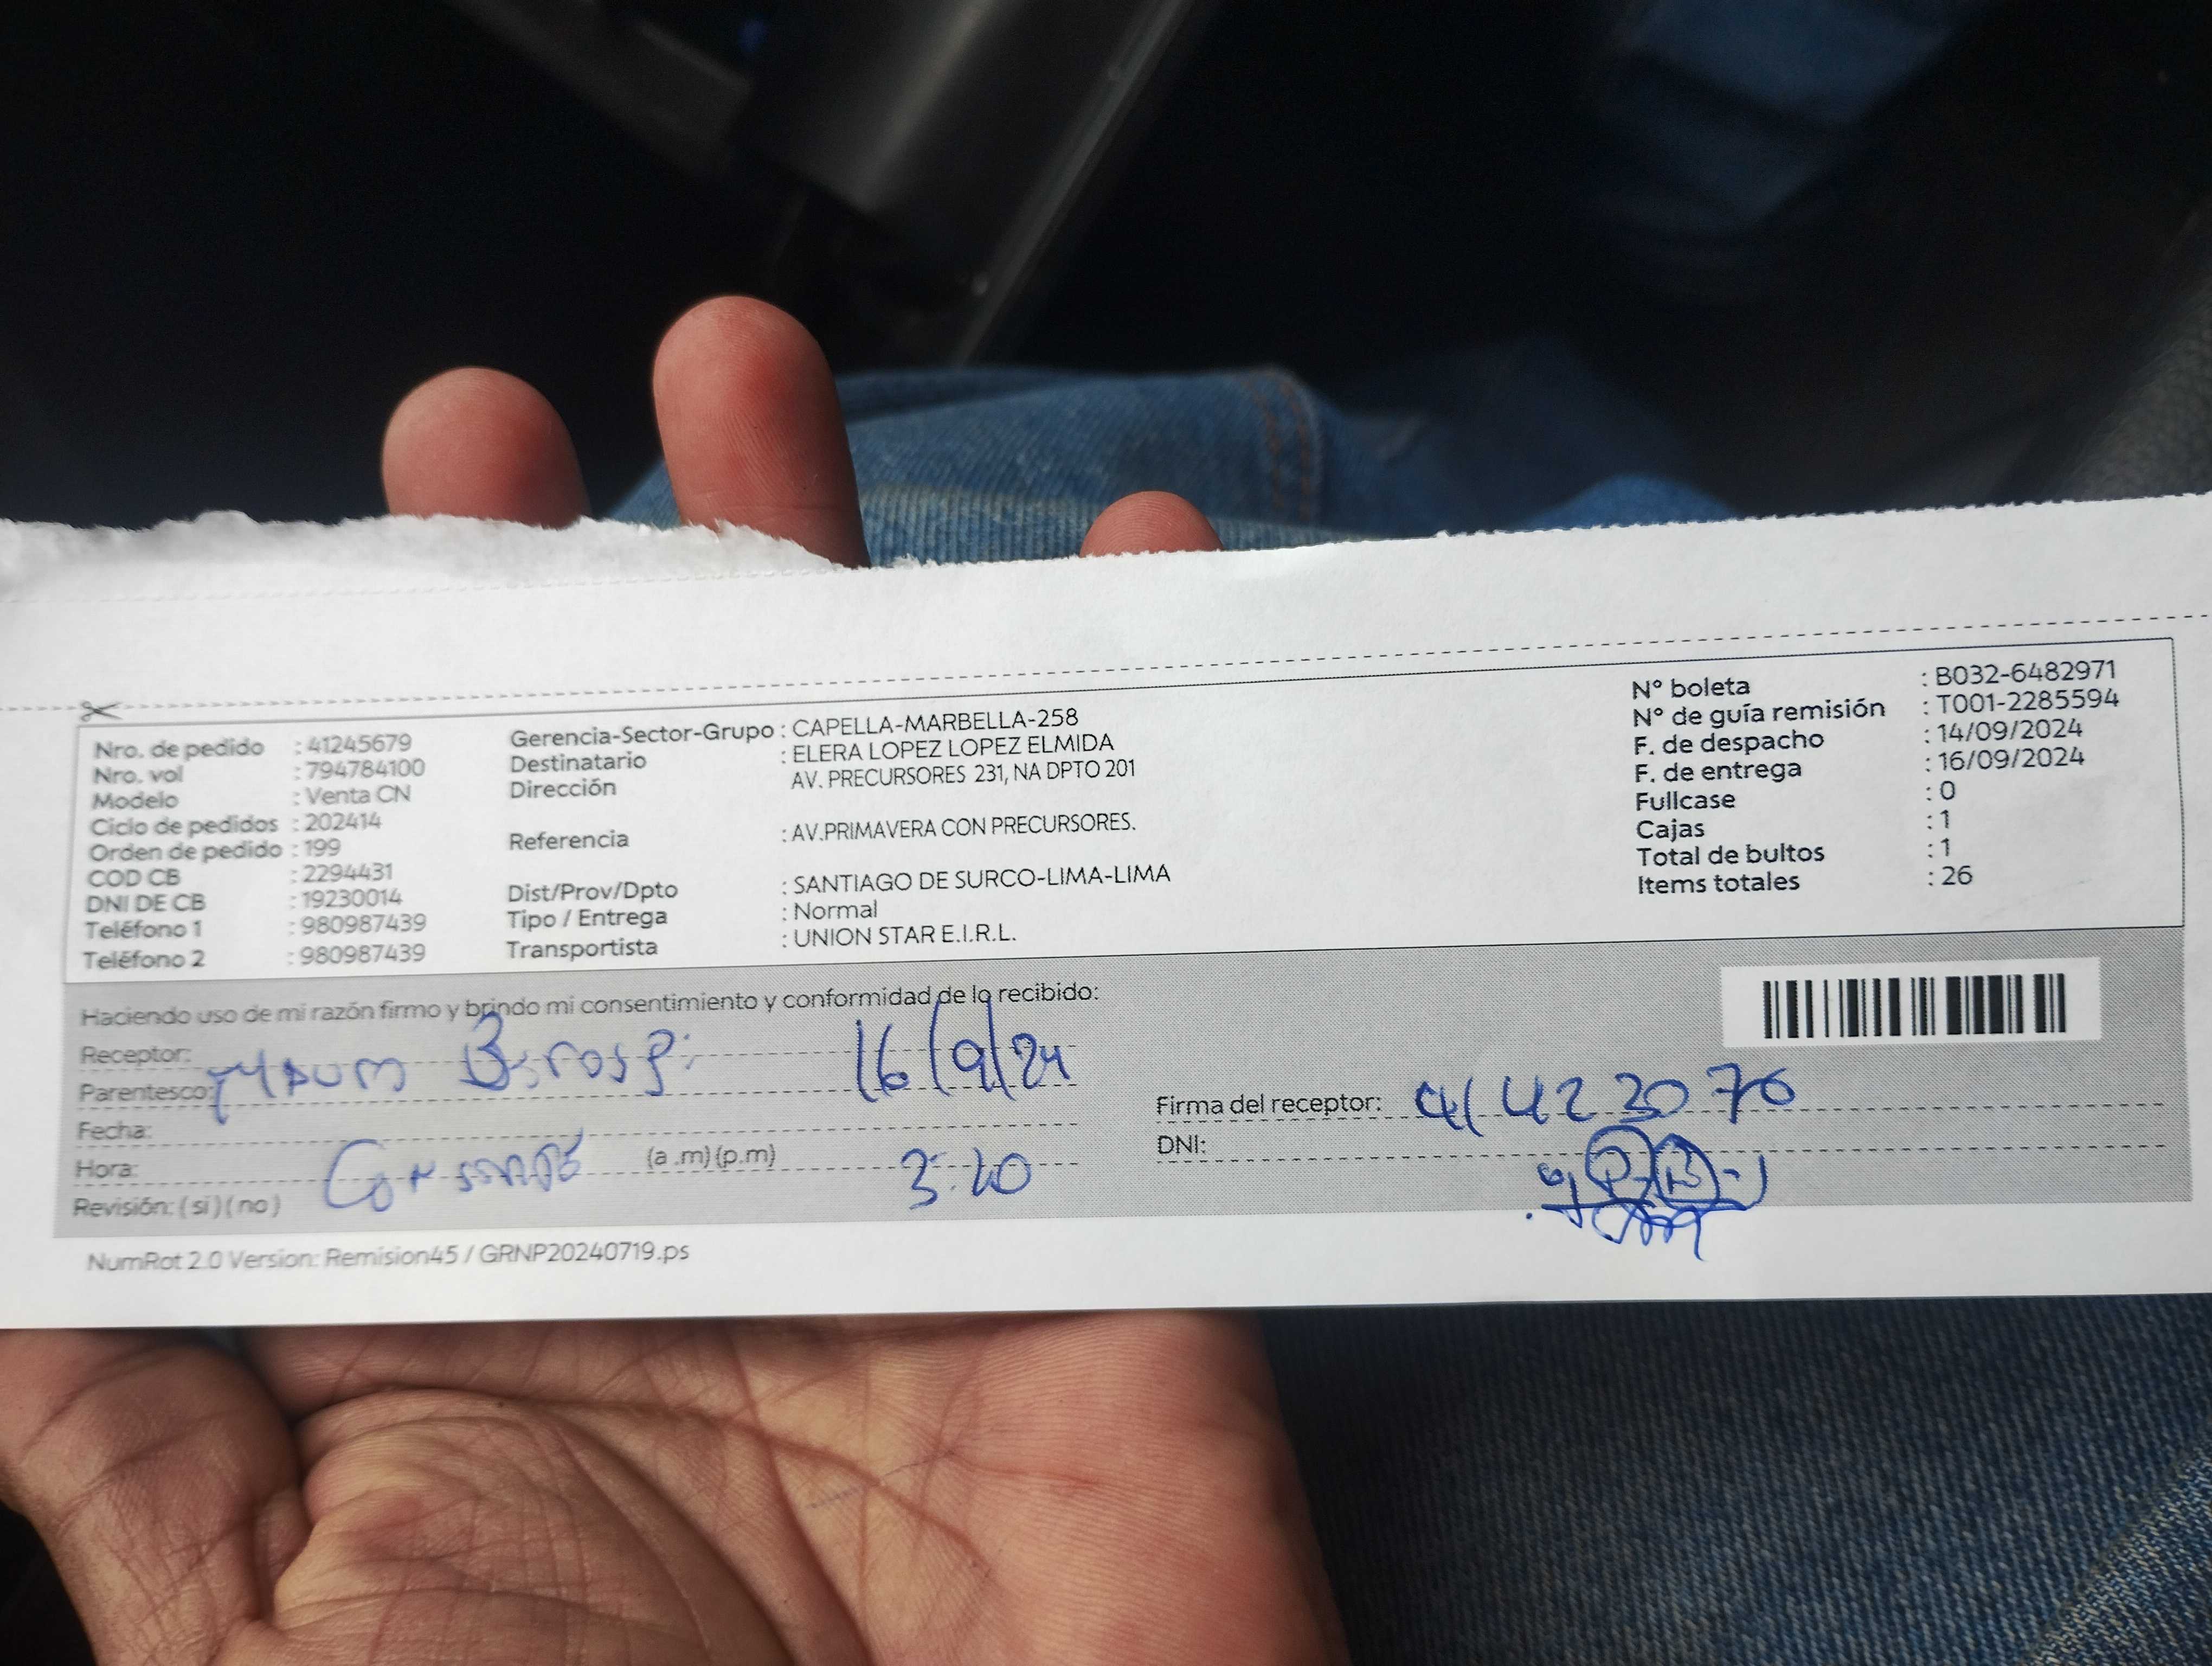 Nro. de pedido : 41245679
Nro. vol : 794784100
Modelo : Venta CN
Ciclo de pedidos : 202414
Orden de pedido : 199
COD CB : 2294431
DNI DE CB : 19230014
Teléfono 1 : 980987439
Teléfono 2 : 980987439
Gerencia-Sector-Grupo : CAPELLA-MARBELLA-258
Destinatario : ELERA LOPEZ LOPEZ ELMIDA
Dirección AV. PRECURSORES 231, NA DPTO 201
Referencia : AV.PRIMAVERA CON PRECURSORES.
Dist/Prov/Dpto : SANTIAGO DE SURCO-LIMA-LIMA
Tipo / Entrega : Normal
Transportista : UNION STAR E.I.R.L.
N° boleta : B032-6482971
N° de guía remisión : T001-2285594
F. de despacho : 14/09/2024
F. de entrega : 16/09/2024
Fullcase : 0
Cajas : 1
Total de bultos : 1
Items totales : 26
Haciendo uso de mi razón firmo y brindo mi consentimiento y conformidad de lo recibido:
Receptor: 16/9/24
Parentesco:
Fecha:
Hora: (a .m) (p.m) 3:20
Revisión: ( si ) ( no )
Firma del receptor: 41423076
DNI:
NumRot 2.0 Version: Remision45 / GRNP20240719.ps